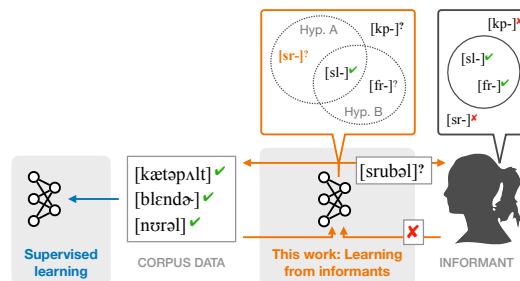 Hyp. A
[kp-]?
[sr-]?
[sl-]✔
[fr-]?
Hyp. B
[kp-]✘
[sl-]✔
[fr-]✔
[sr-]✘
[kætəpʌlt]✔
[blɛndɚ]✔
[nʊrəl]✔
[srubəl]?
✘
Supervised
learning
CORPUS DATA
This work: Learning
from informants
INFORMANT